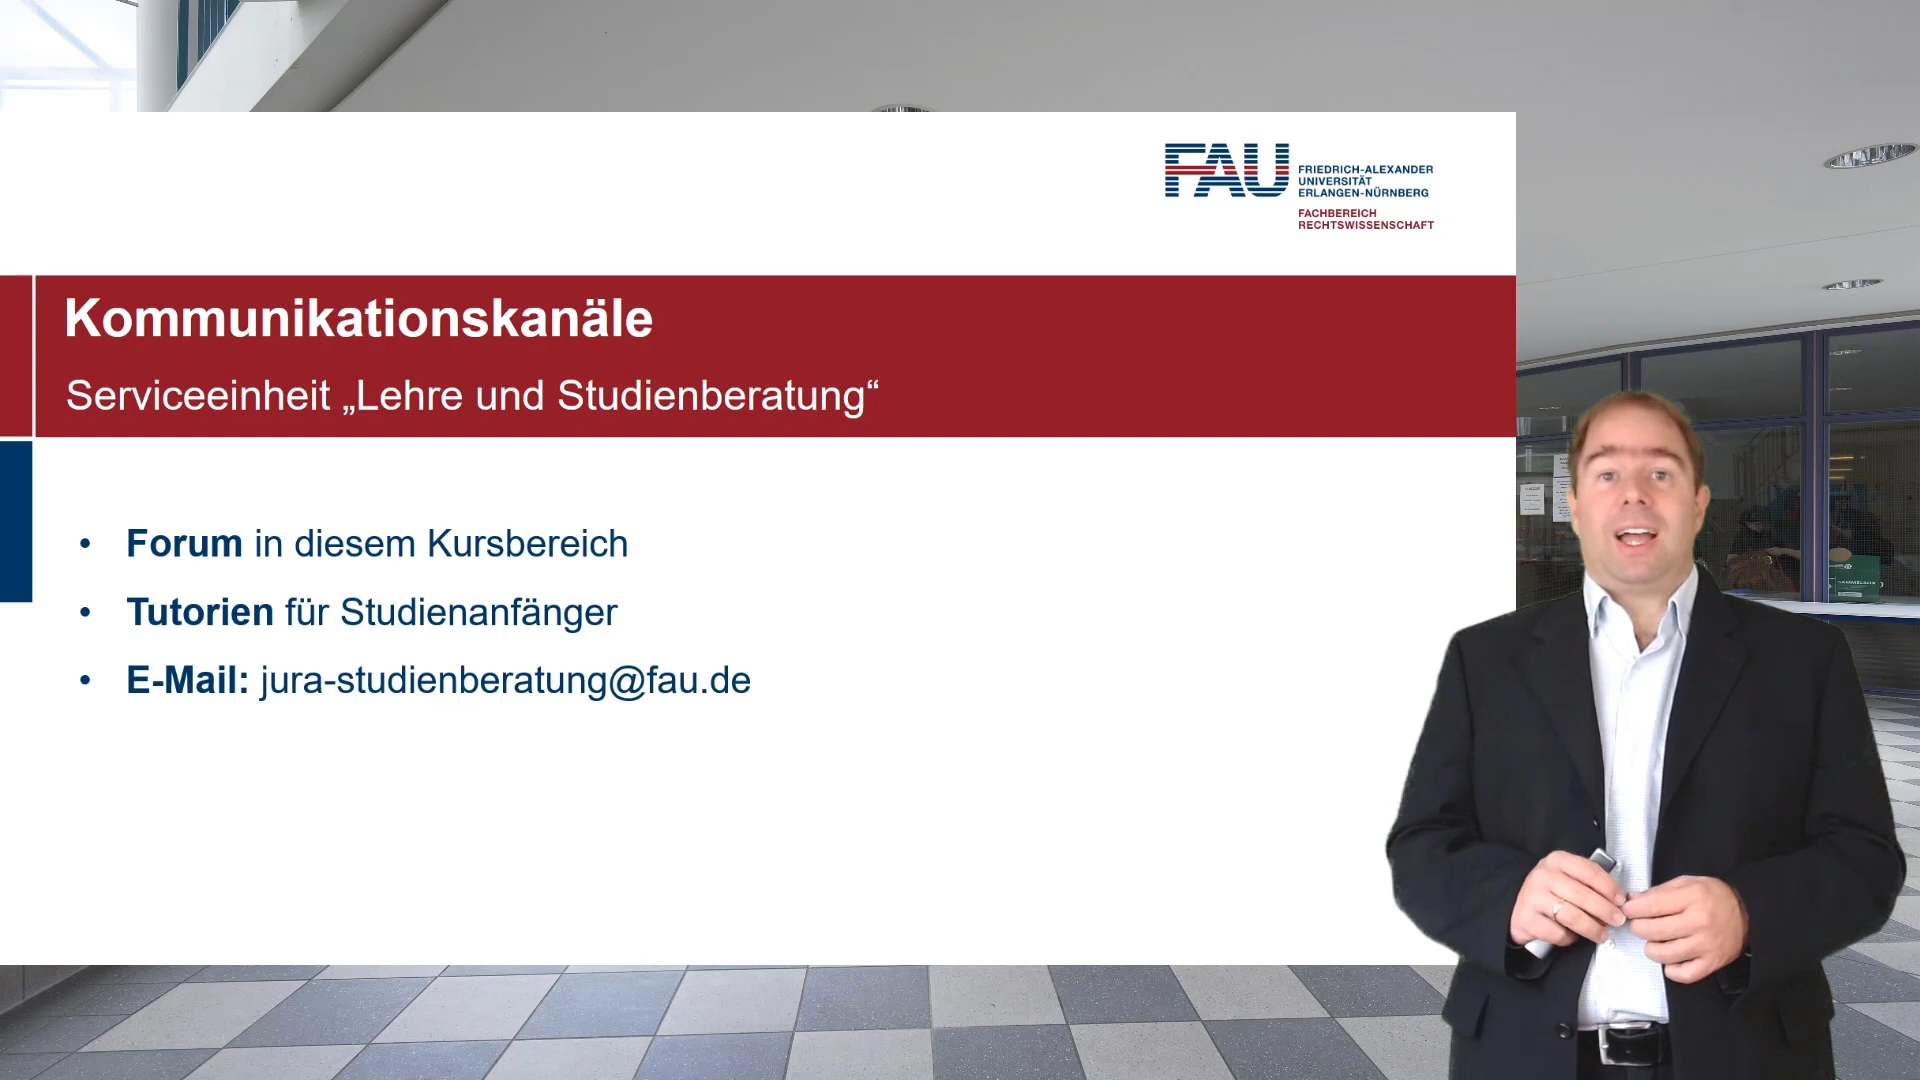 FAU
FRIEDRICH-ALEXANDER
UNIVERSITÄT
ERLANGEN-NÜRNBERG
FACHBEREICH
RECHTSWISSENSCHAFT
Kommunikationskanäle
Serviceeinheit „Lehre und Studienberatung“
• Forum in diesem Kursbereich
• Tutorien für Studienanfänger
• E-Mail: jura-studienberatung@fau.de